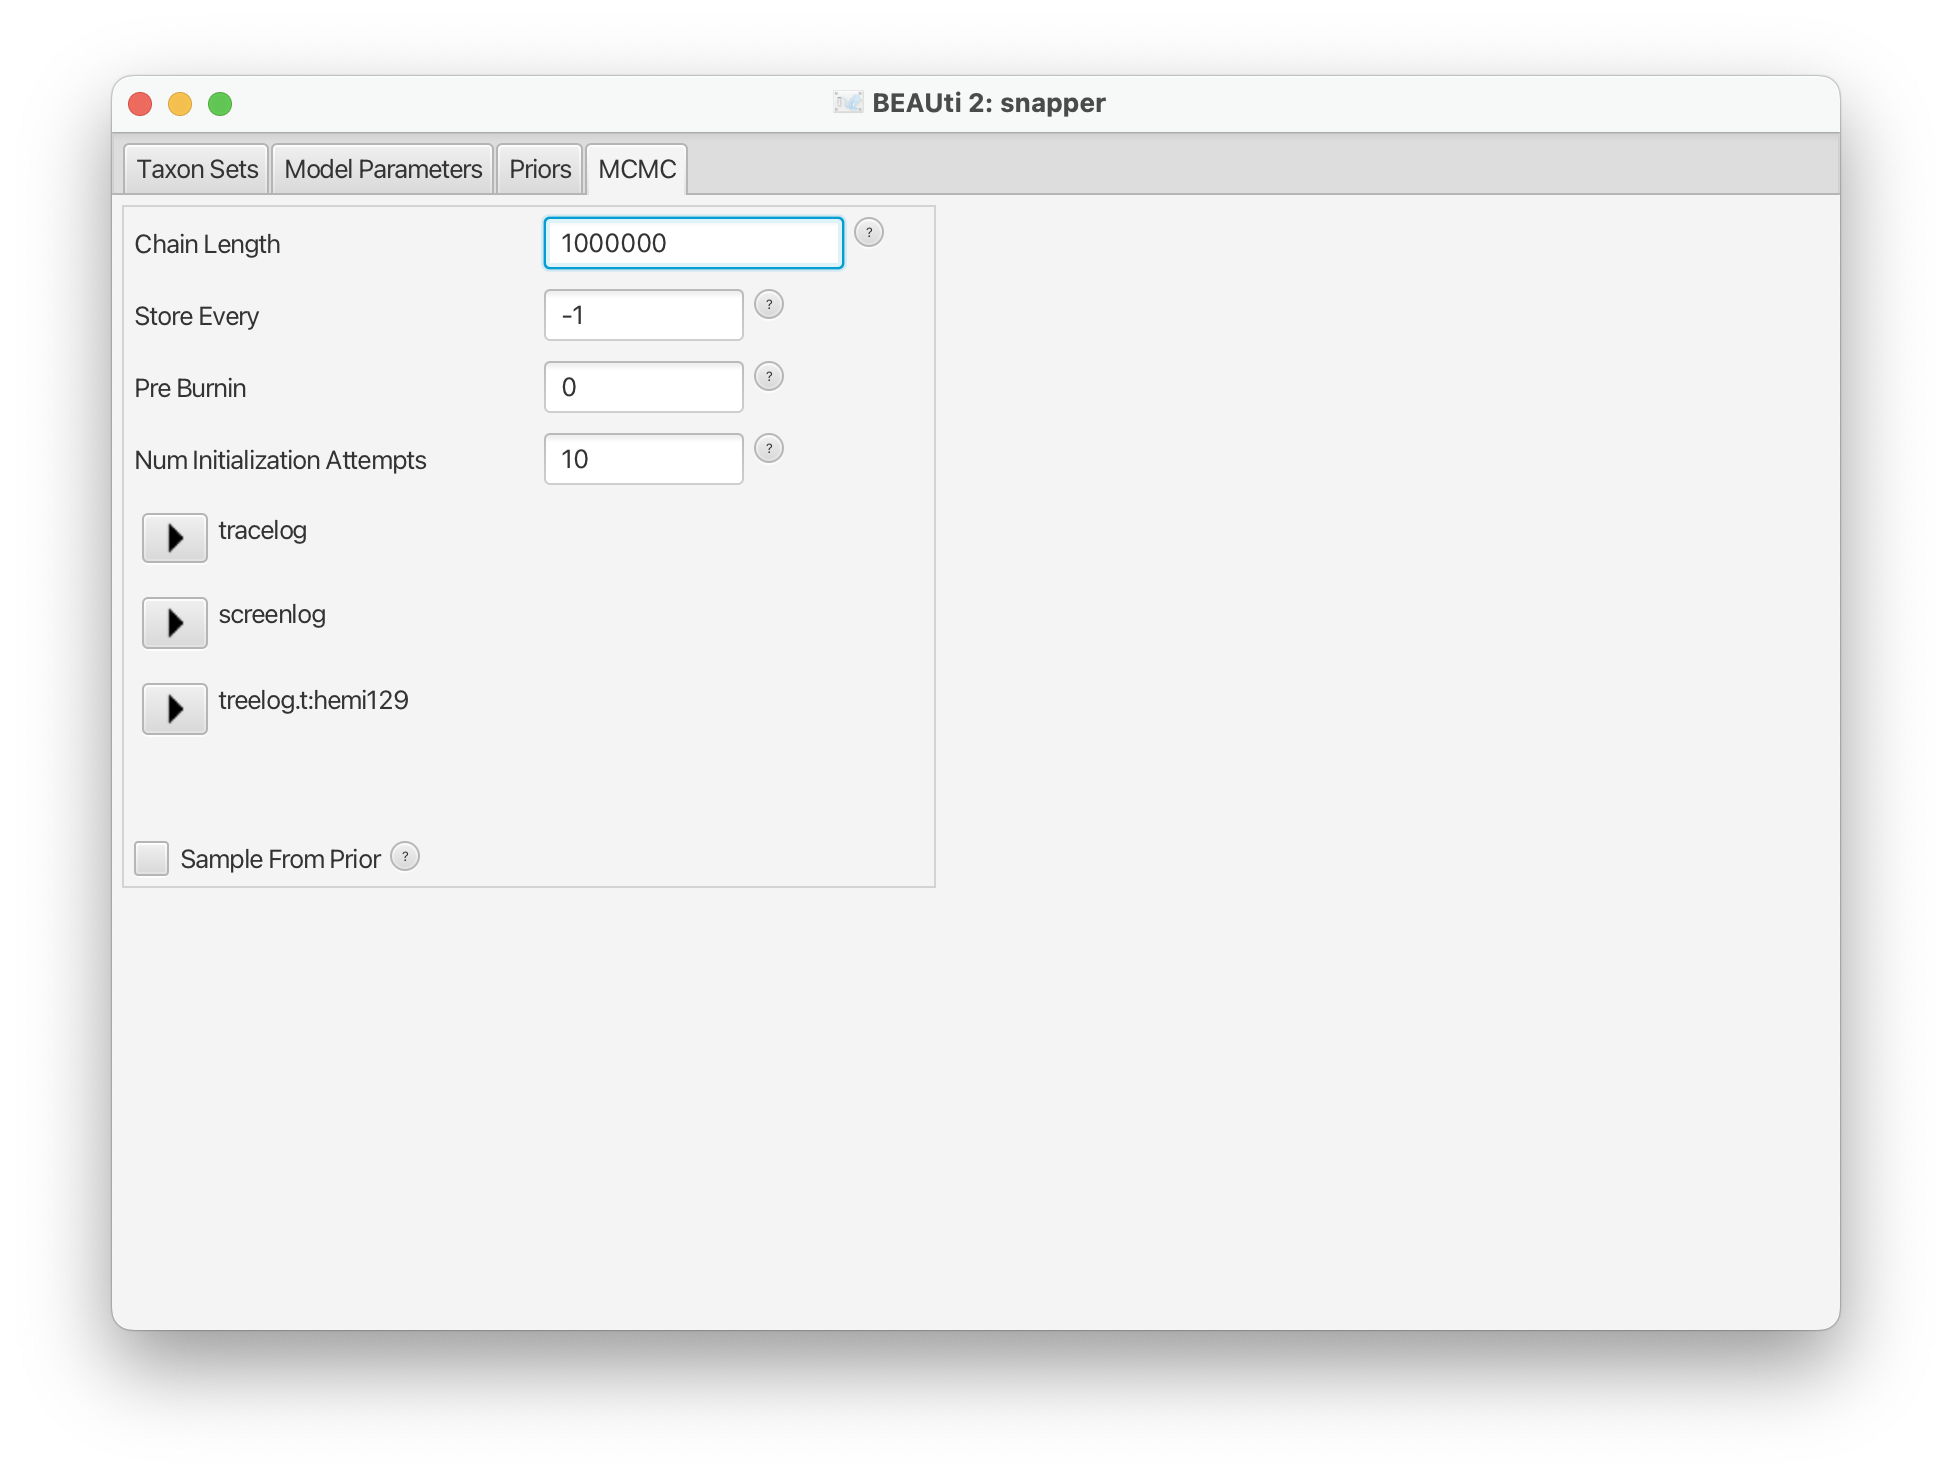 BEAUti 2: snapper
Taxon Sets Model Parameters Priors MCMC
Chain Length 1000000 ?
Store Every -1 ?
Pre Burnin 0 ?
Num Initialization Attempts 10 ?
tracelog
screenlog
treelog.t:hemi129
Sample From Prior ?